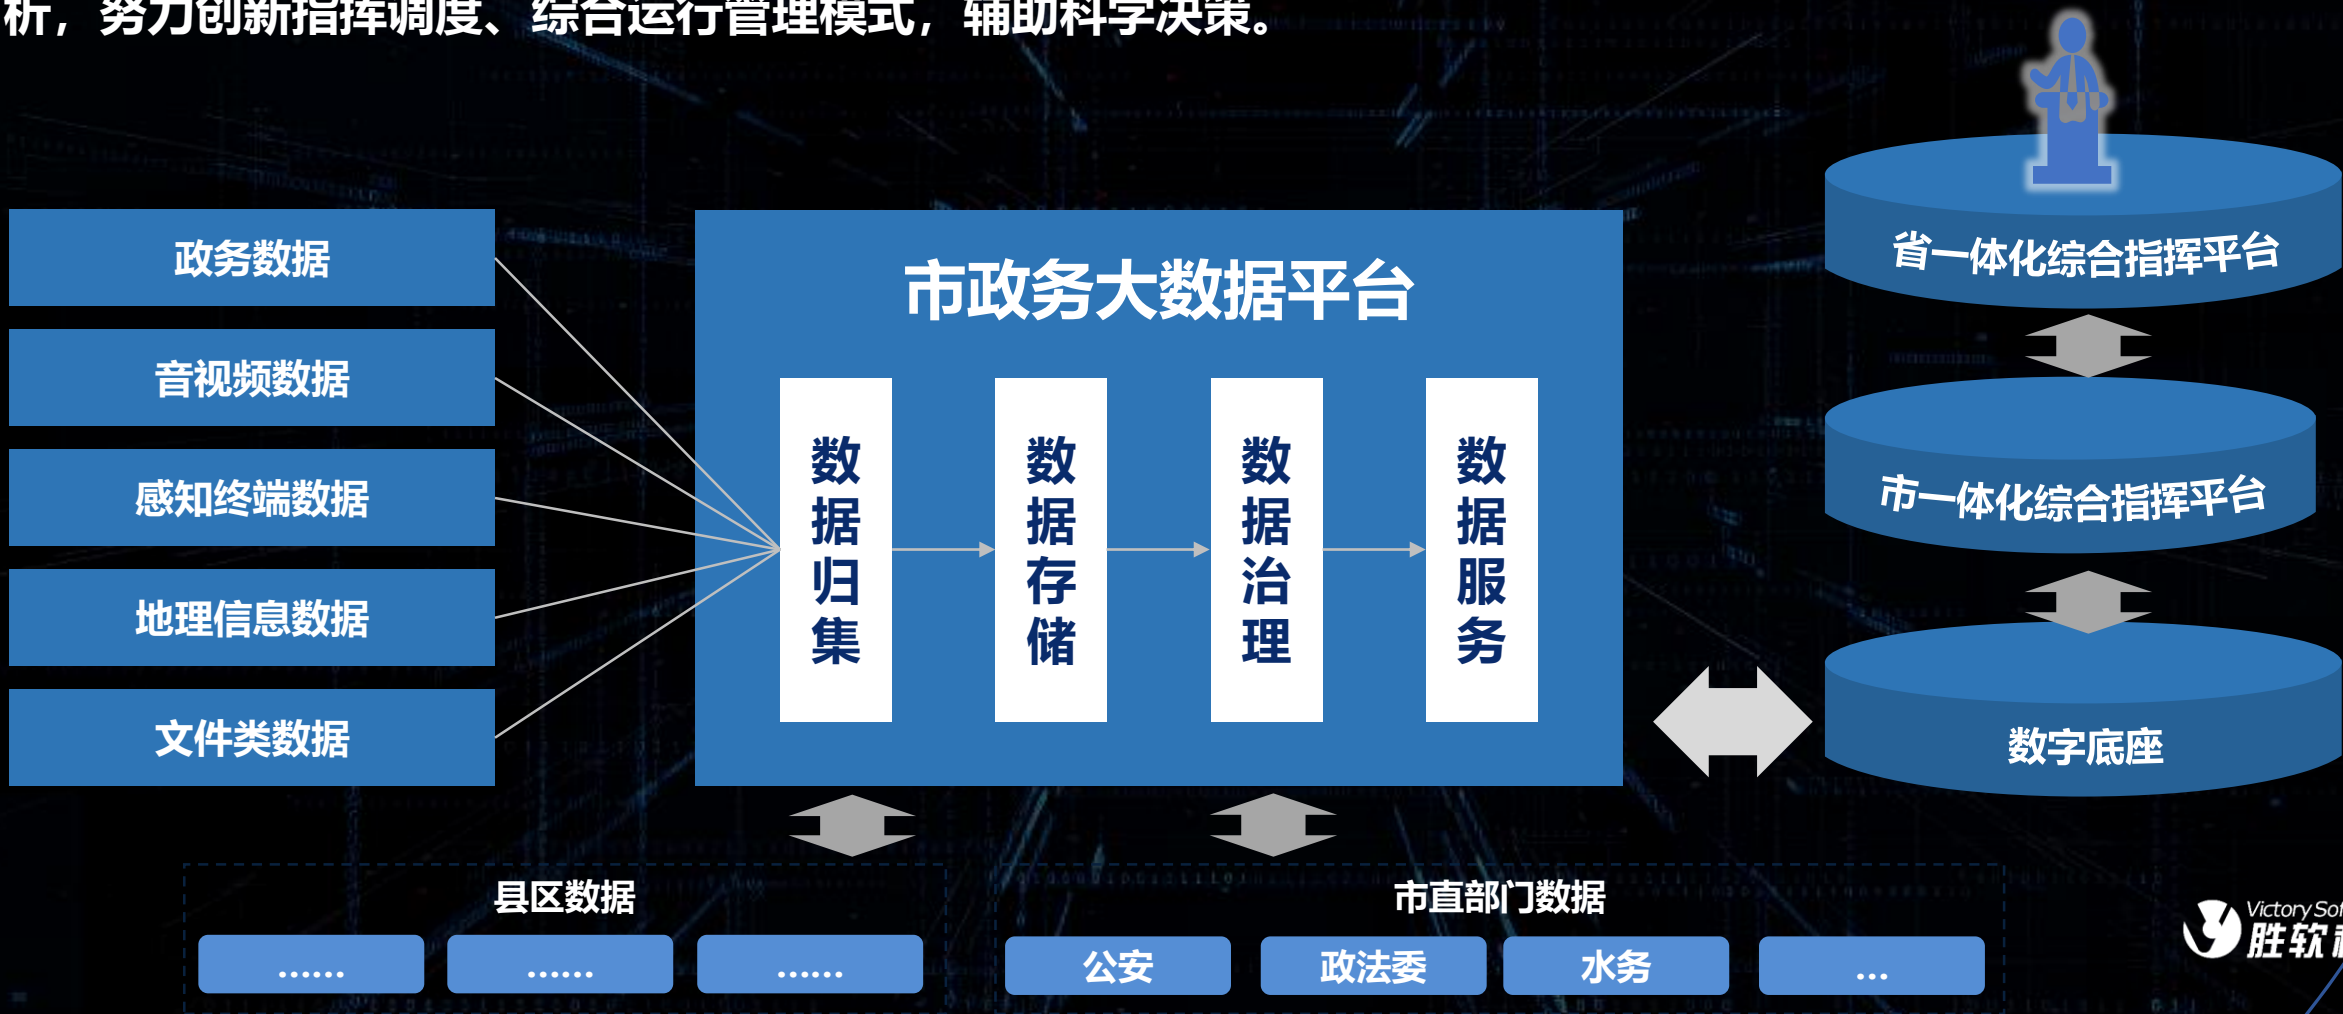 析，努力创新指挥调度、综合运行管理模式，辅助科学决策。
政务数据
音视频数据
感知终端数据
地理信息数据
文件类数据
市政务大数据平台
数据归集
数据存储
数据治理
数据服务
省一体化综合指挥平台
市一体化综合指挥平台
数字底座
县区数据
……
……
……
市直部门数据
公安
政法委
水务
...
Victory Sof
胜软